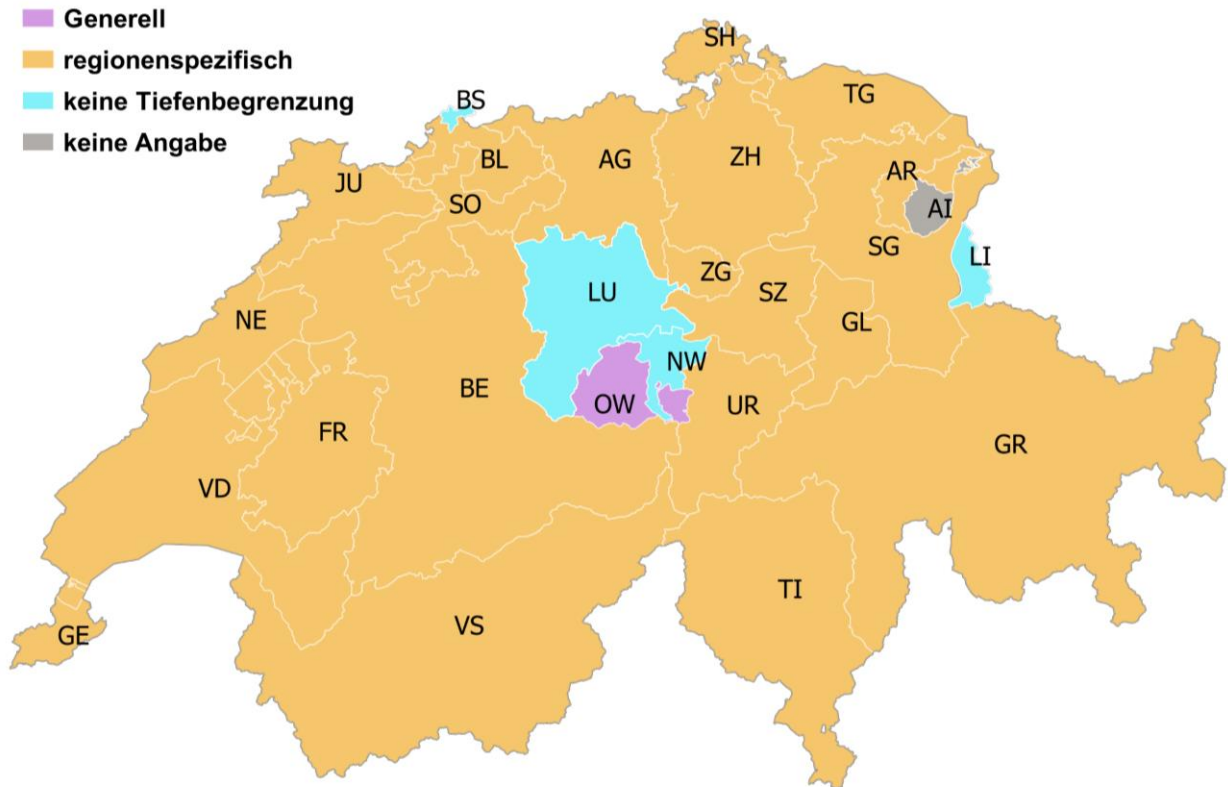 Generell
regionenspezifisch
keine Tiefenbegrenzung
keine Angabe
SH
BS
TG
BL
AG
ZH
AR
JU
SO
AI
SG
LI
ZG
LU
SZ
NE
GL
NW
BE
OW
UR
FR
GR
VD
TI
VS
GE